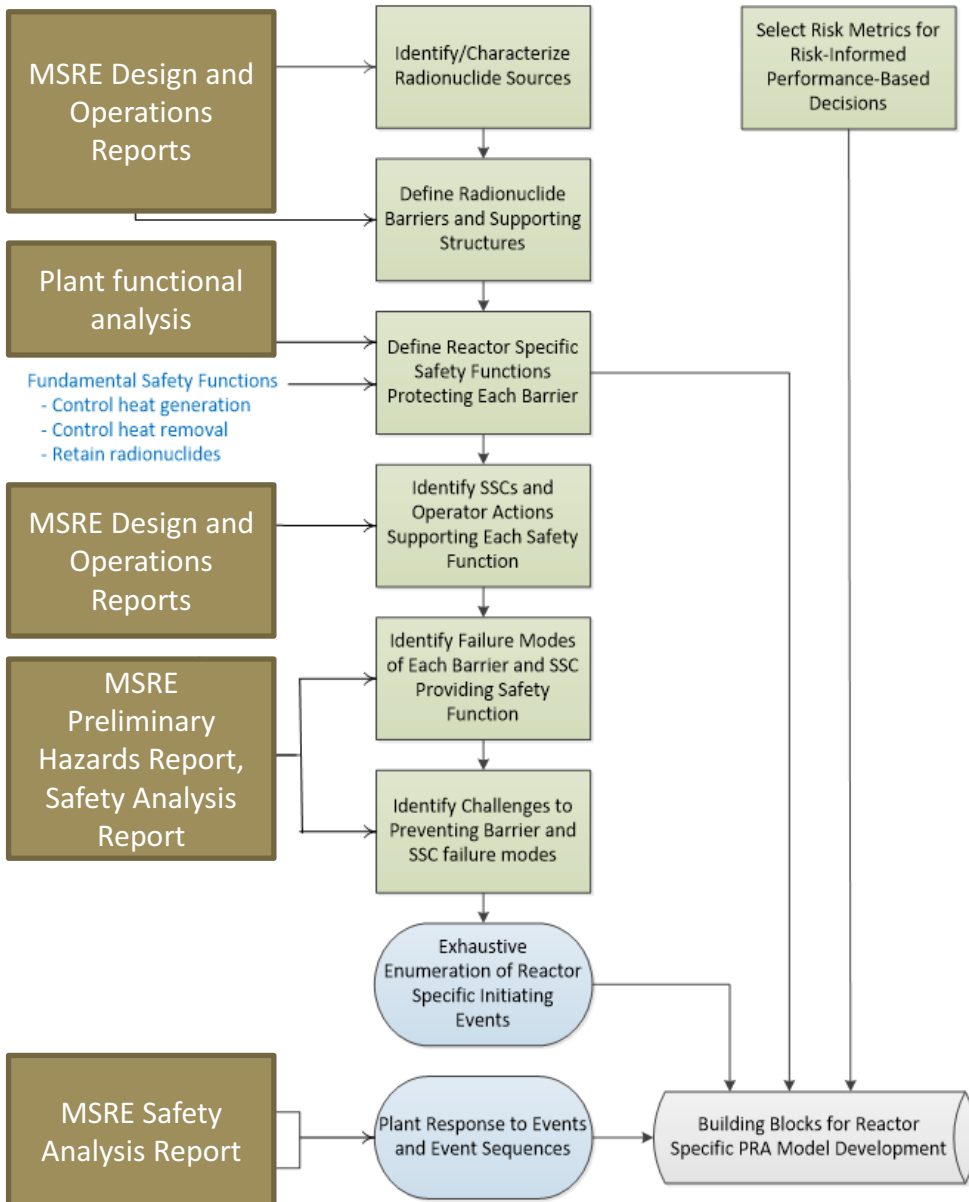 MSRE Design and
Operations
Reports
Identify/Characterize
Radionuclide Sources
Select Risk Metrics for
Risk-Informed
Performance-Based
Decisions
Define Radionuclide
Barriers and Supporting
Structures
Plant functional
analysis
Define Reactor Specific
Safety Functions
Protecting Each Barrier
Fundamental Safety Functions
- Control heat generation
- Control heat removal
- Retain radionuclides
MSRE Design and
Operations
Reports
Identify SSCs and
Operator Actions
Supporting Each Safety
Function
MSRE
Preliminary
Hazards Report,
Safety Analysis
Report
Identify Failure Modes
of Each Barrier and SSC
Providing Safety
Function
Identify Challenges to
Preventing Barrier and
SSC failure modes
Exhaustive
Enumeration of Reactor
Specific Initiating
Events
MSRE Safety
Analysis Report
Plant Response to Events
and Event Sequences
Building Blocks for Reactor
Specific PRA Model Development